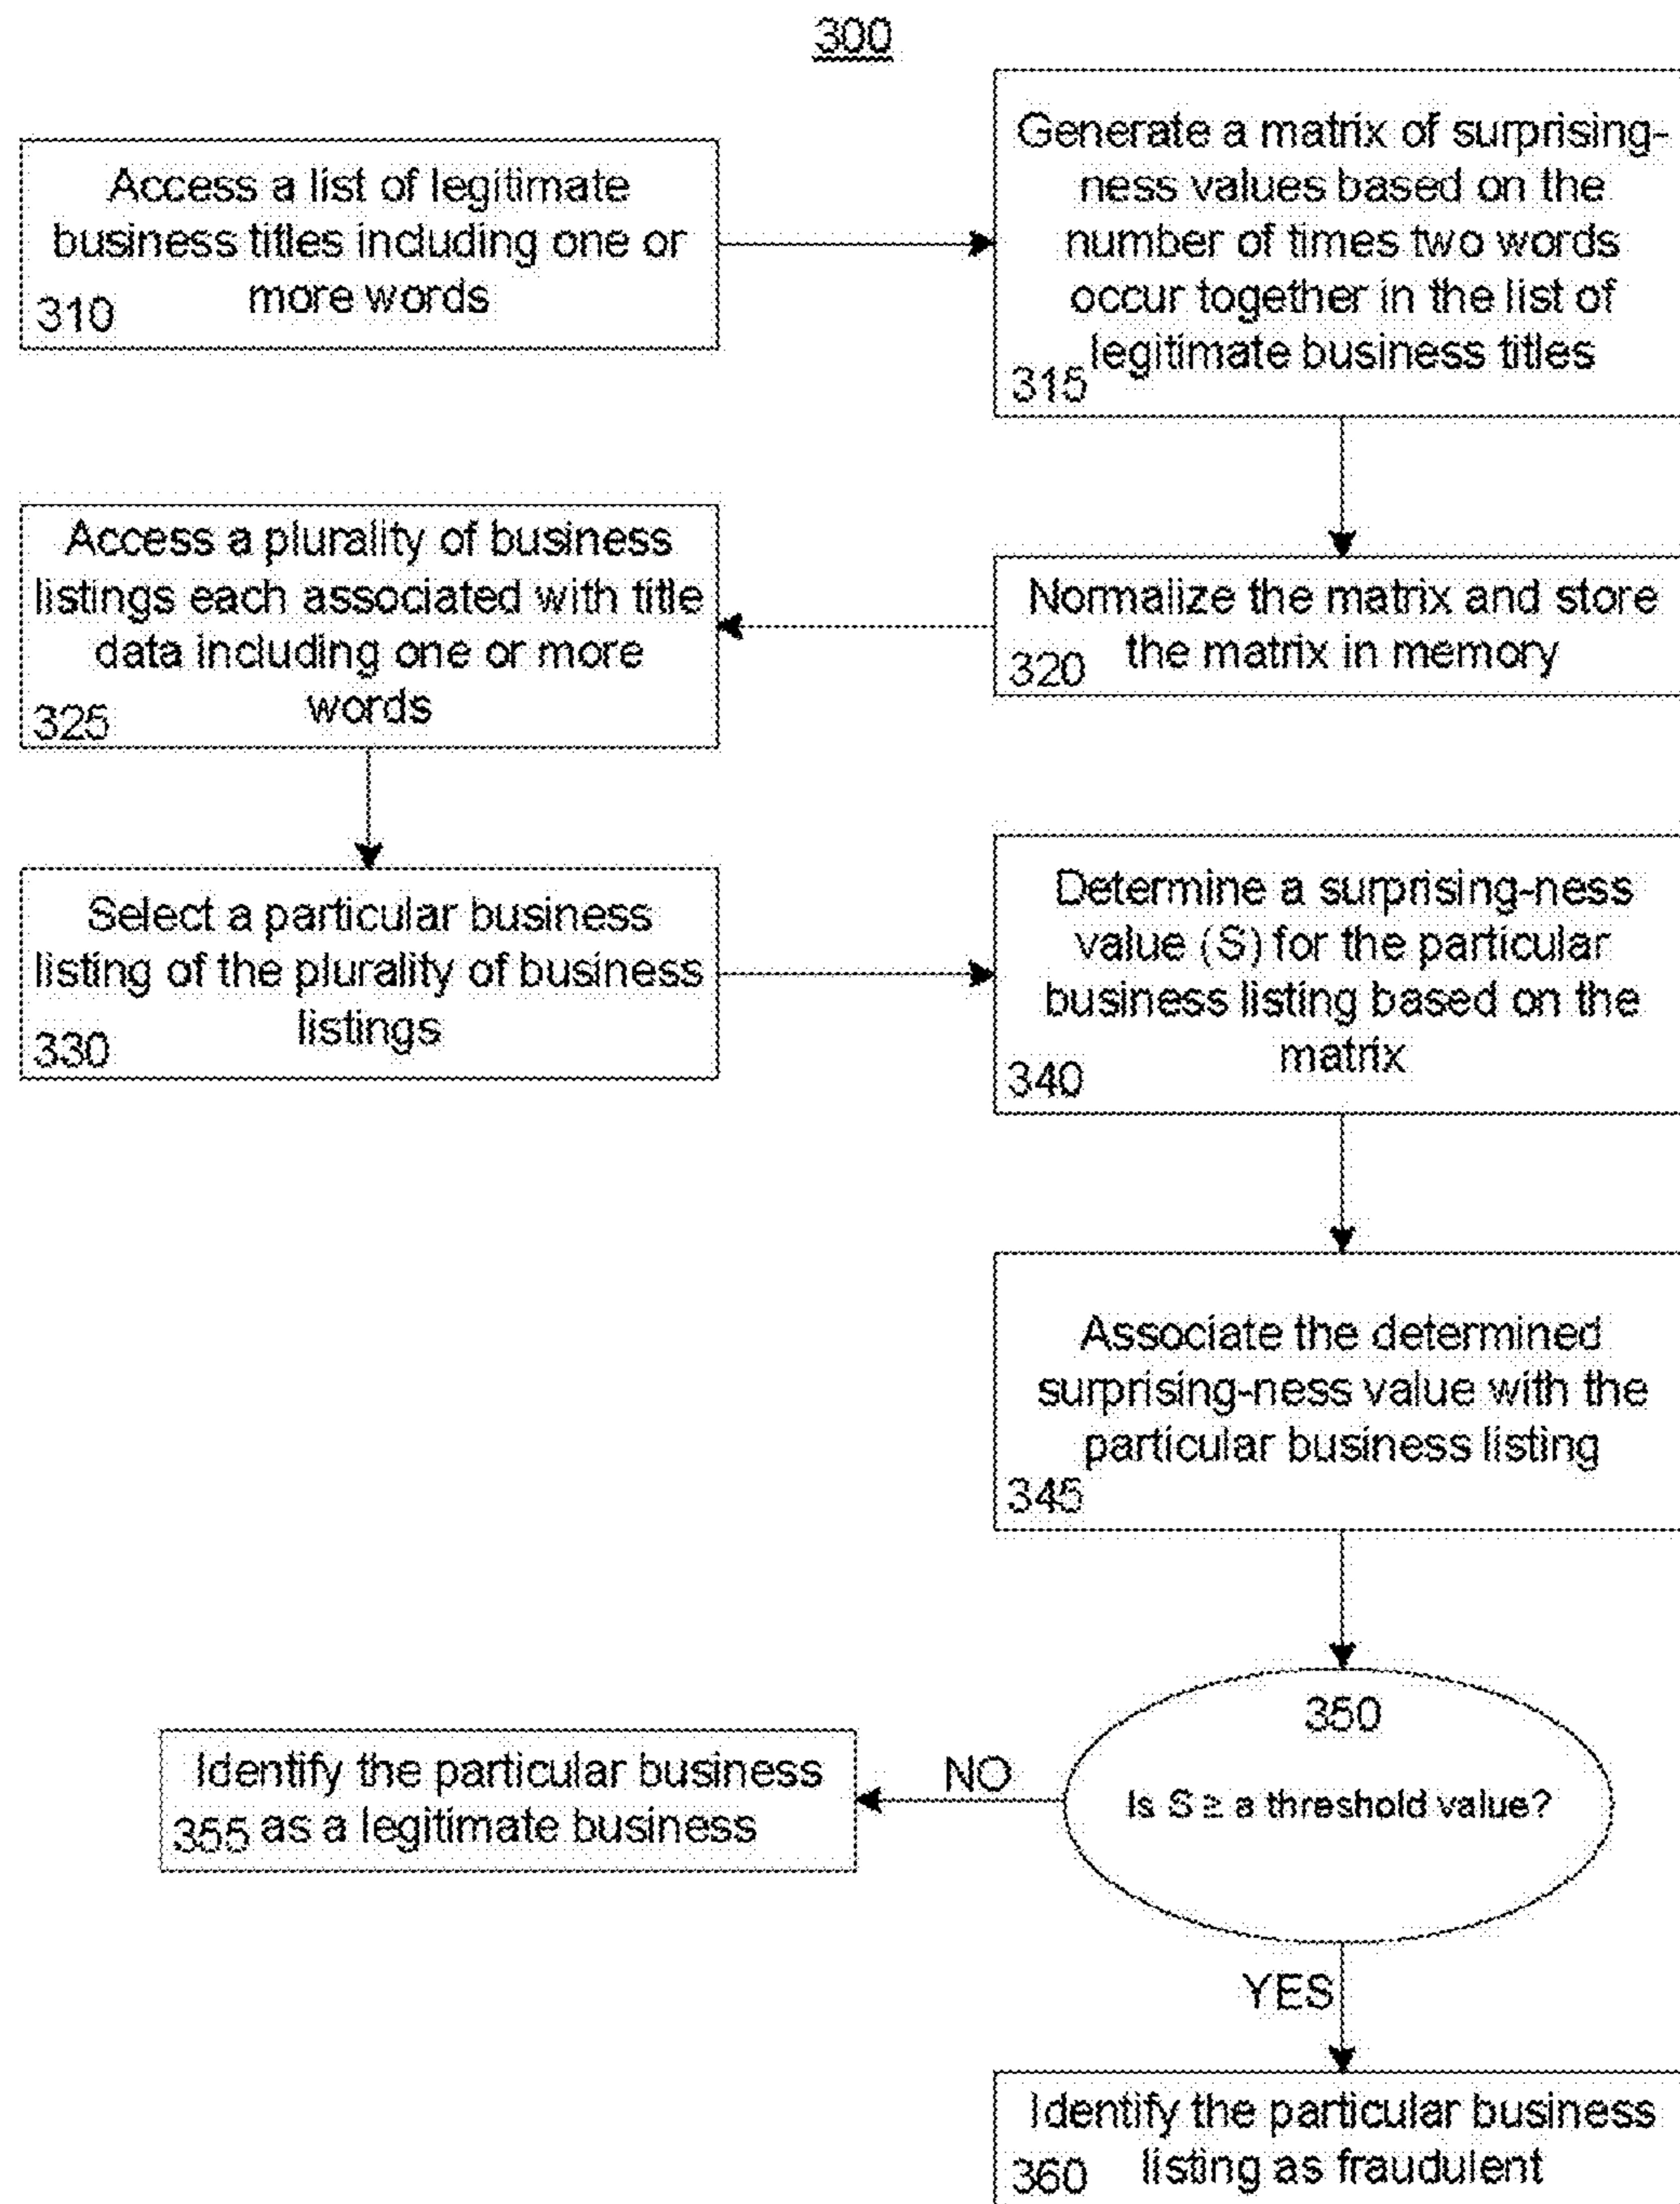 300
Access a list of legitimate
business titles including one or
more words
310
Generate a matrix of surprising-
ness values based on the
number of times two words
occur together in the list of
legitimate business titles
315
Normalize the matrix and store
the matrix in memory
320
Access a plurality of business
listings each associated with title
data including one or more
words
325
Select a particular business
listing of the plurality of business
listings
330
Determine a surprising-ness
value (S) for the particular
business listing based on the
matrix
340
Associate the determined
surprising-ness value with the
particular business listing
345
350
Is S ≥ a threshold value?
NO
Identify the particular business
355 as a legitimate business
YES
Identify the particular business
360 listing as fraudulent